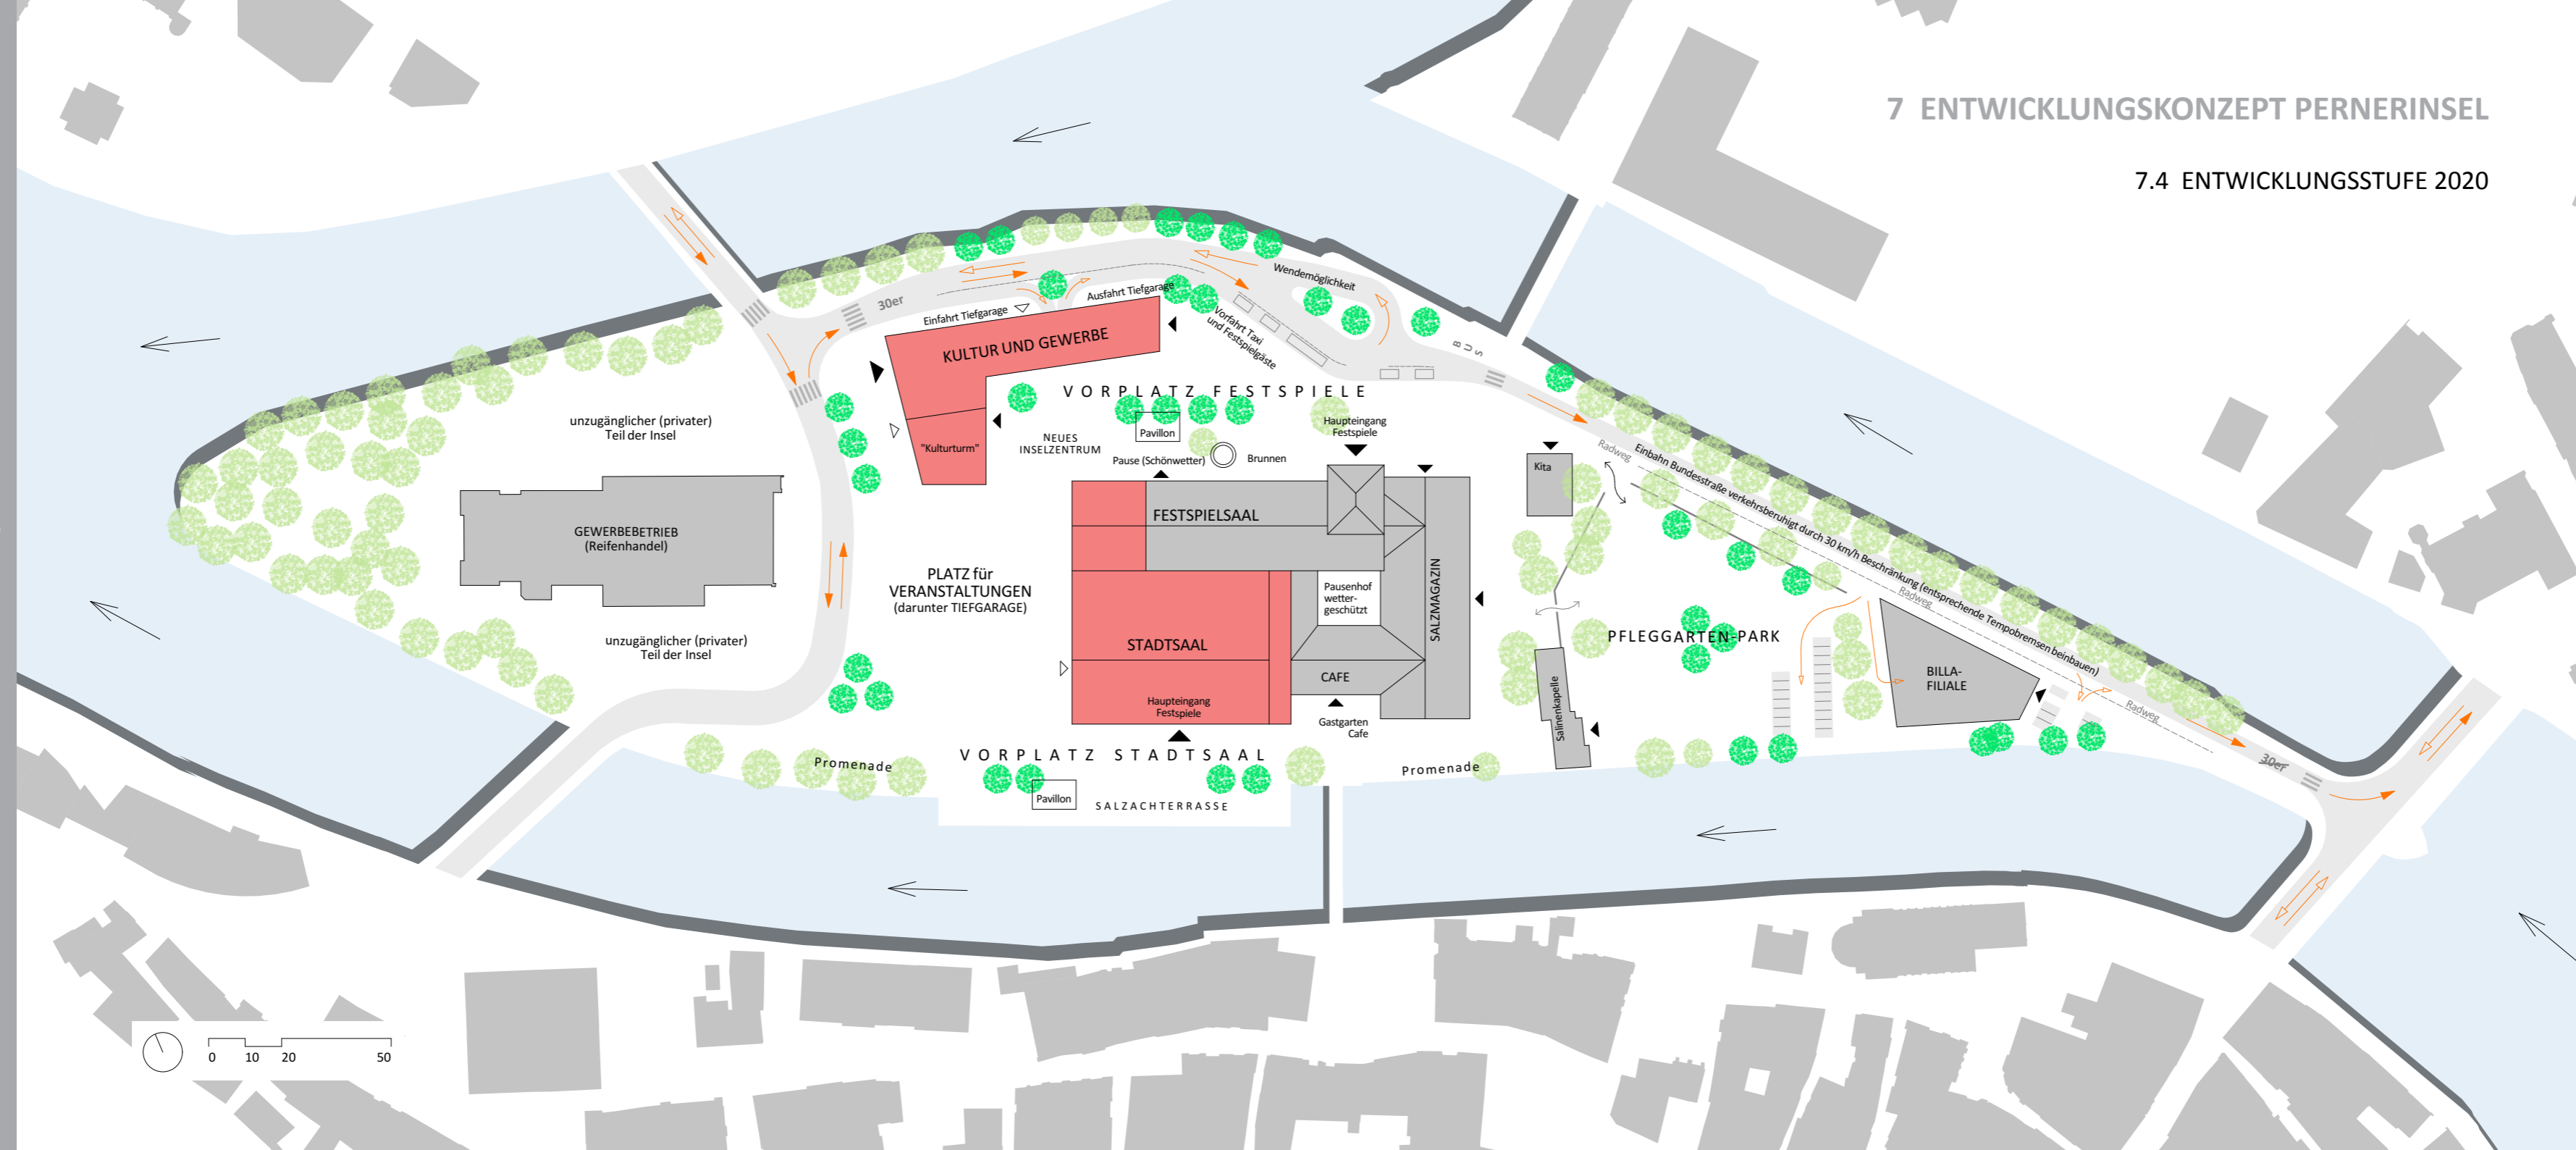 7 ENTWICKLUNGSKONZEPT PERNERINSEL
7.4 ENTWICKLUNGSSTUFE 2020
30er
Einfahrt Tiefgarage
Ausfahrt Tiefgarage
Wendemöglichkeit
Vorfahrt Taxi
und Festspielgäste
BUS
KULTUR UND GEWERBE
"Kulturturm"
VORPLATZ FESTSPIELE
NEUES
INSELZENTRUM
Pavillon
Pause (Schönwetter)
Brunnen
Haupteingang
Festspiele
unzugänglicher (privater)
Teil der Insel
GEWERBEBETRIEB
(Reifenhandel)
unzugänglicher (privater)
Teil der Insel
PLATZ für
VERANSTALTUNGEN
(darunter TIEFGARAGE)
FESTSPIELSAAL
STADTSAAL
Haupteingang
Festspiele
Pausenhof
wetter-
geschützt
SALZMAGAZIN
CAFE
Gastgarten
Cafe
Kita
Radweg
Einbahn Bundesstraße verkehrsberuhigt durch 30 km/h Beschränkung (entsprechende Tempobremsen beinbauen)
Radweg
Radweg
PFLEGGARTEN-PARK
Salinenkapelle
BILLA-
FILIALE
30er
VORPLATZ STADTSAAL
Promenade
Promenade
Pavillon
SALZACHTERRASSE
0 10 20 50